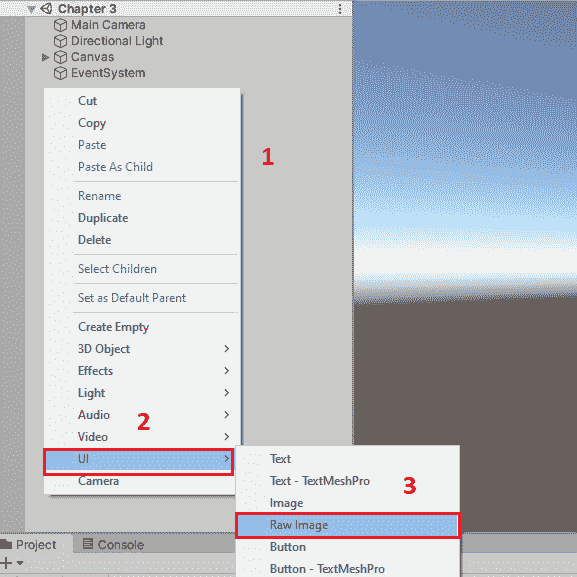 Chapter 3
Main Camera
Directional Light
Canvas
EventSystem
Cut
Copy
1
Paste
Paste As Child
Rename
Duplicate
Delete
Select Children
Set as Default Parent
Create Empty
3D Object
Effects
Light
Audio
2
Video
UI
Camera
Text
Text - TextMeshPro
3
Image
Raw Image
Button
Button - TextMeshPro
Project
Console